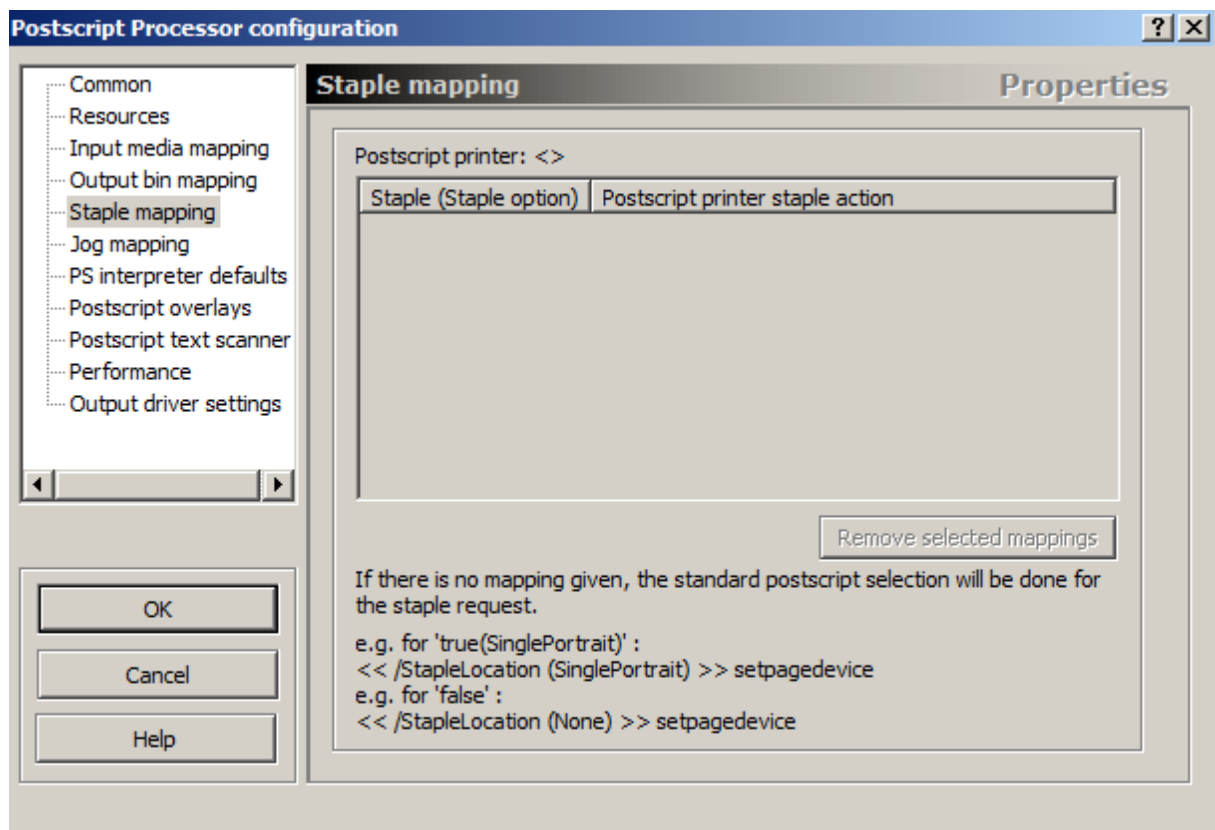 Postscript Processor configuration
Common
Resources
Input media mapping
Output bin mapping
Staple mapping
Jog mapping
PS interpreter defaults
Postscript overlays
Postscript text scanner
Performance
Output driver settings
OK
Cancel
Help
Staple mapping Properties
Postscript printer: <>
Staple (Staple option) Postscript printer staple action
Remove selected mappings
If there is no mapping given, the standard postscript selection will be done for
the staple request.
e.g. for 'true(SinglePortrait)' :
<< /StapleLocation (SinglePortrait) >> setpagedevice
e.g. for 'false' :
<< /StapleLocation (None) >> setpagedevice